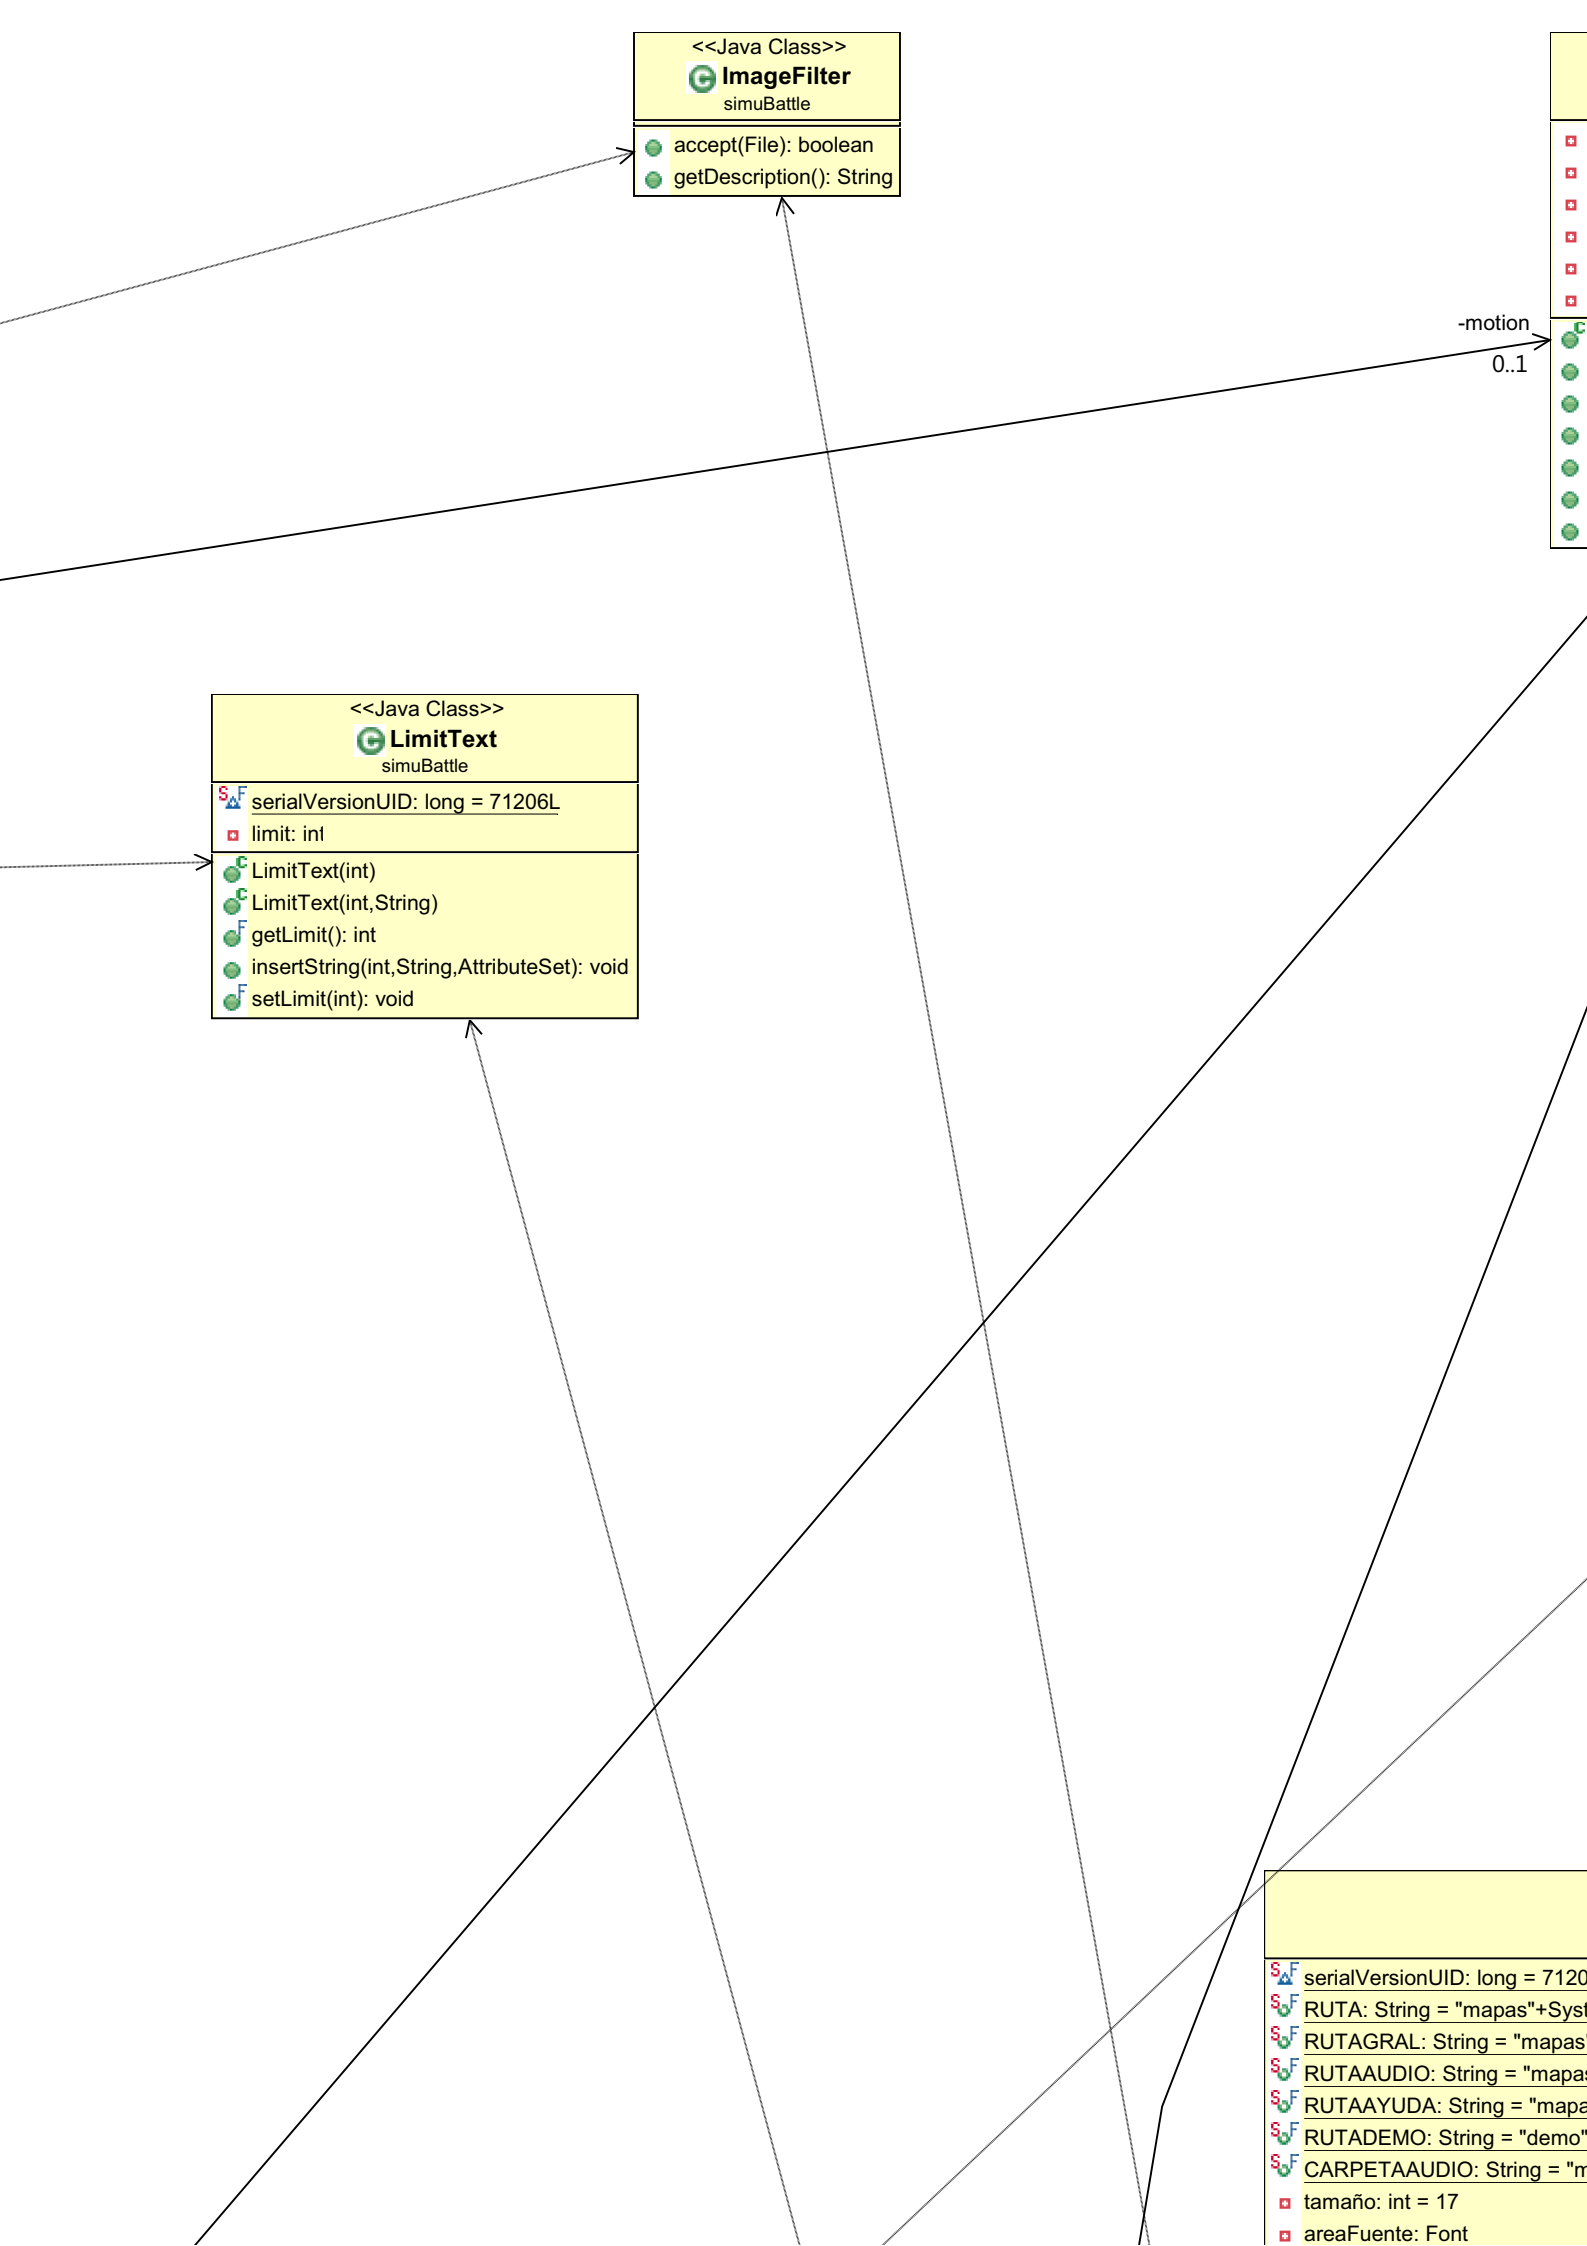 <<Java Class>>
ImageFilter
simuBattle
accept(File): boolean
getDescription(): String
-motion
0..1
<<Java Class>>
LimitText
simuBattle
serialVersionUID: long = 71206L
limit: int
LimitText(int)
LimitText(int,String)
getLimit(): int
insertString(int,String,AttributeSet): void
setLimit(int): void
serialVersionUID: long = 7120
RUTA: String = "mapas"+Syst
RUTAGRAL: String = "mapas"
RUTAAUDIO: String = "mapas
RUTAAYUDA: String = "mapa
RUTADEMO: String = "demo"
CARPETAAUDIO: String = "m
tamaño: int = 17
areaFuente: Font